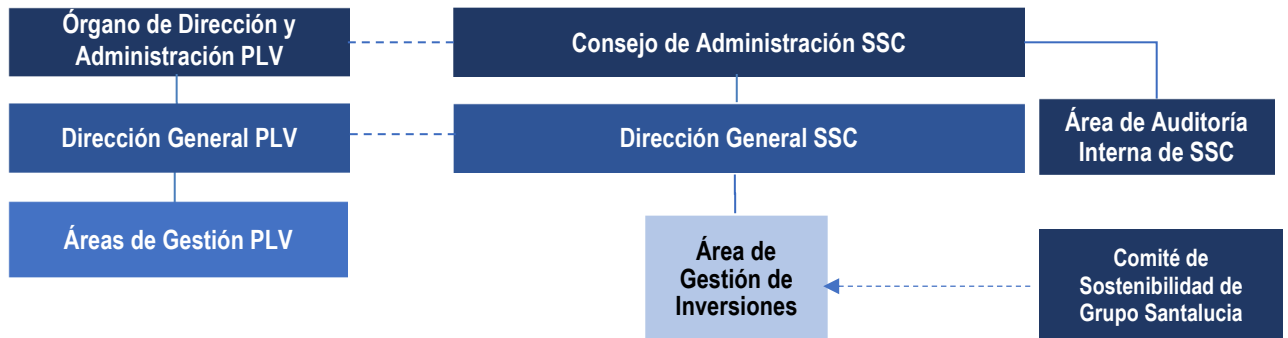 Órgano de Dirección y
Administración PLV
Consejo de Administración SSC
Dirección General PLV
Dirección General SSC
Área de Auditoría
Interna de SSC
Áreas de Gestión PLV
Área de
Gestión de
Inversiones
Comité de
Sostenibilidad de
Grupo Santalucia